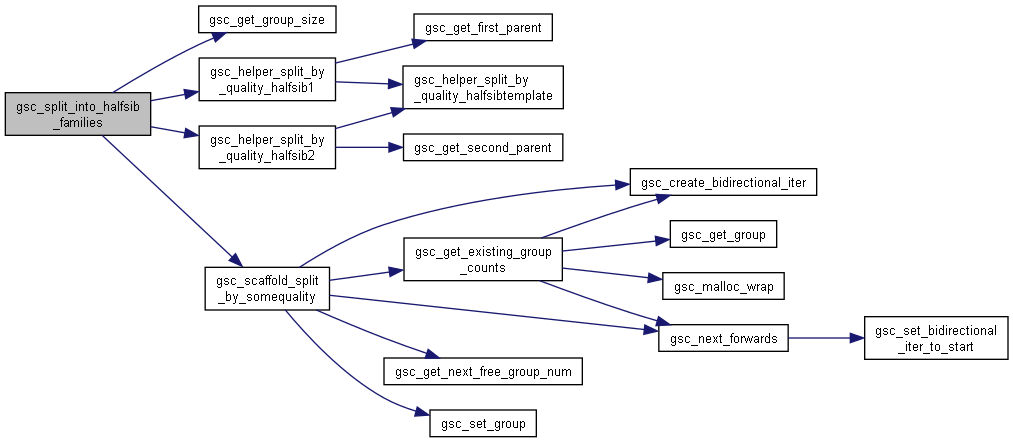 gsc_split_into_halfsib
_families
gsc_get_group_size
gsc_helper_split_by
_quality_halfsib1
gsc_helper_split_by
_quality_halfsib2
gsc_scaffold_split
_by_somequality
gsc_get_first_parent
gsc_helper_split_by
_quality_halfsibtemplate
gsc_get_second_parent
gsc_get_existing_group
_counts
gsc_get_next_free_group_num
gsc_set_group
gsc_create_bidirectional_iter
gsc_get_group
gsc_malloc_wrap
gsc_next_forwards
gsc_set_bidirectional
_iter_to_start